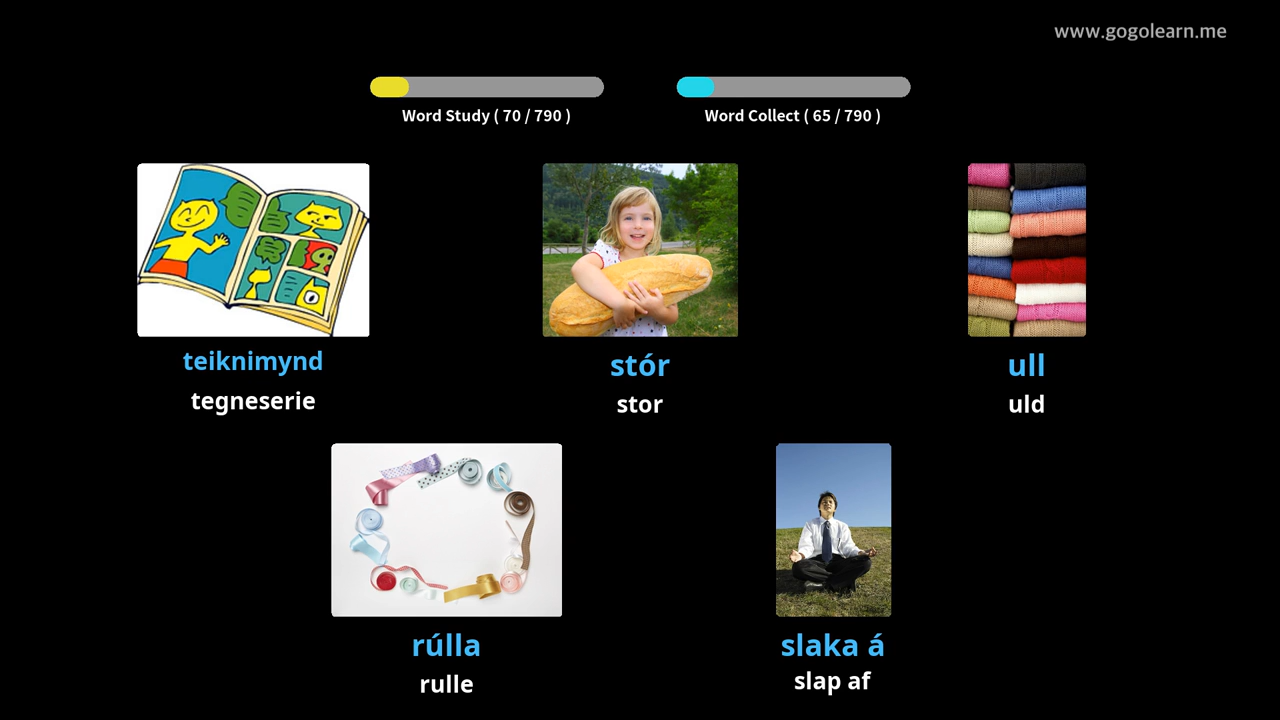 www.gogolearn.me
Word Study ( 70 / 790 )
Word Collect ( 65 / 790 )
teiknimynd
tegneserie
stór
stor
ull
uld
rúlla
rulle
slaka á
slap af